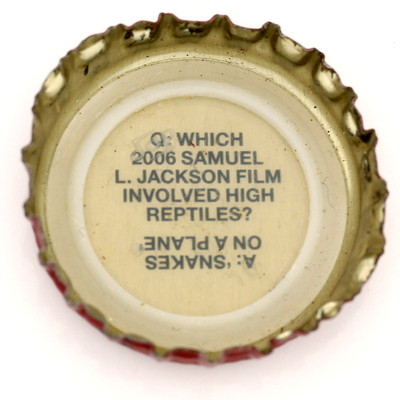 Q: WHICH
2006 SAMUEL
L. JACKSON FILM
INVOLVED HIGH
REPTILES?
A: 'SNAKES
ON A PLANE'